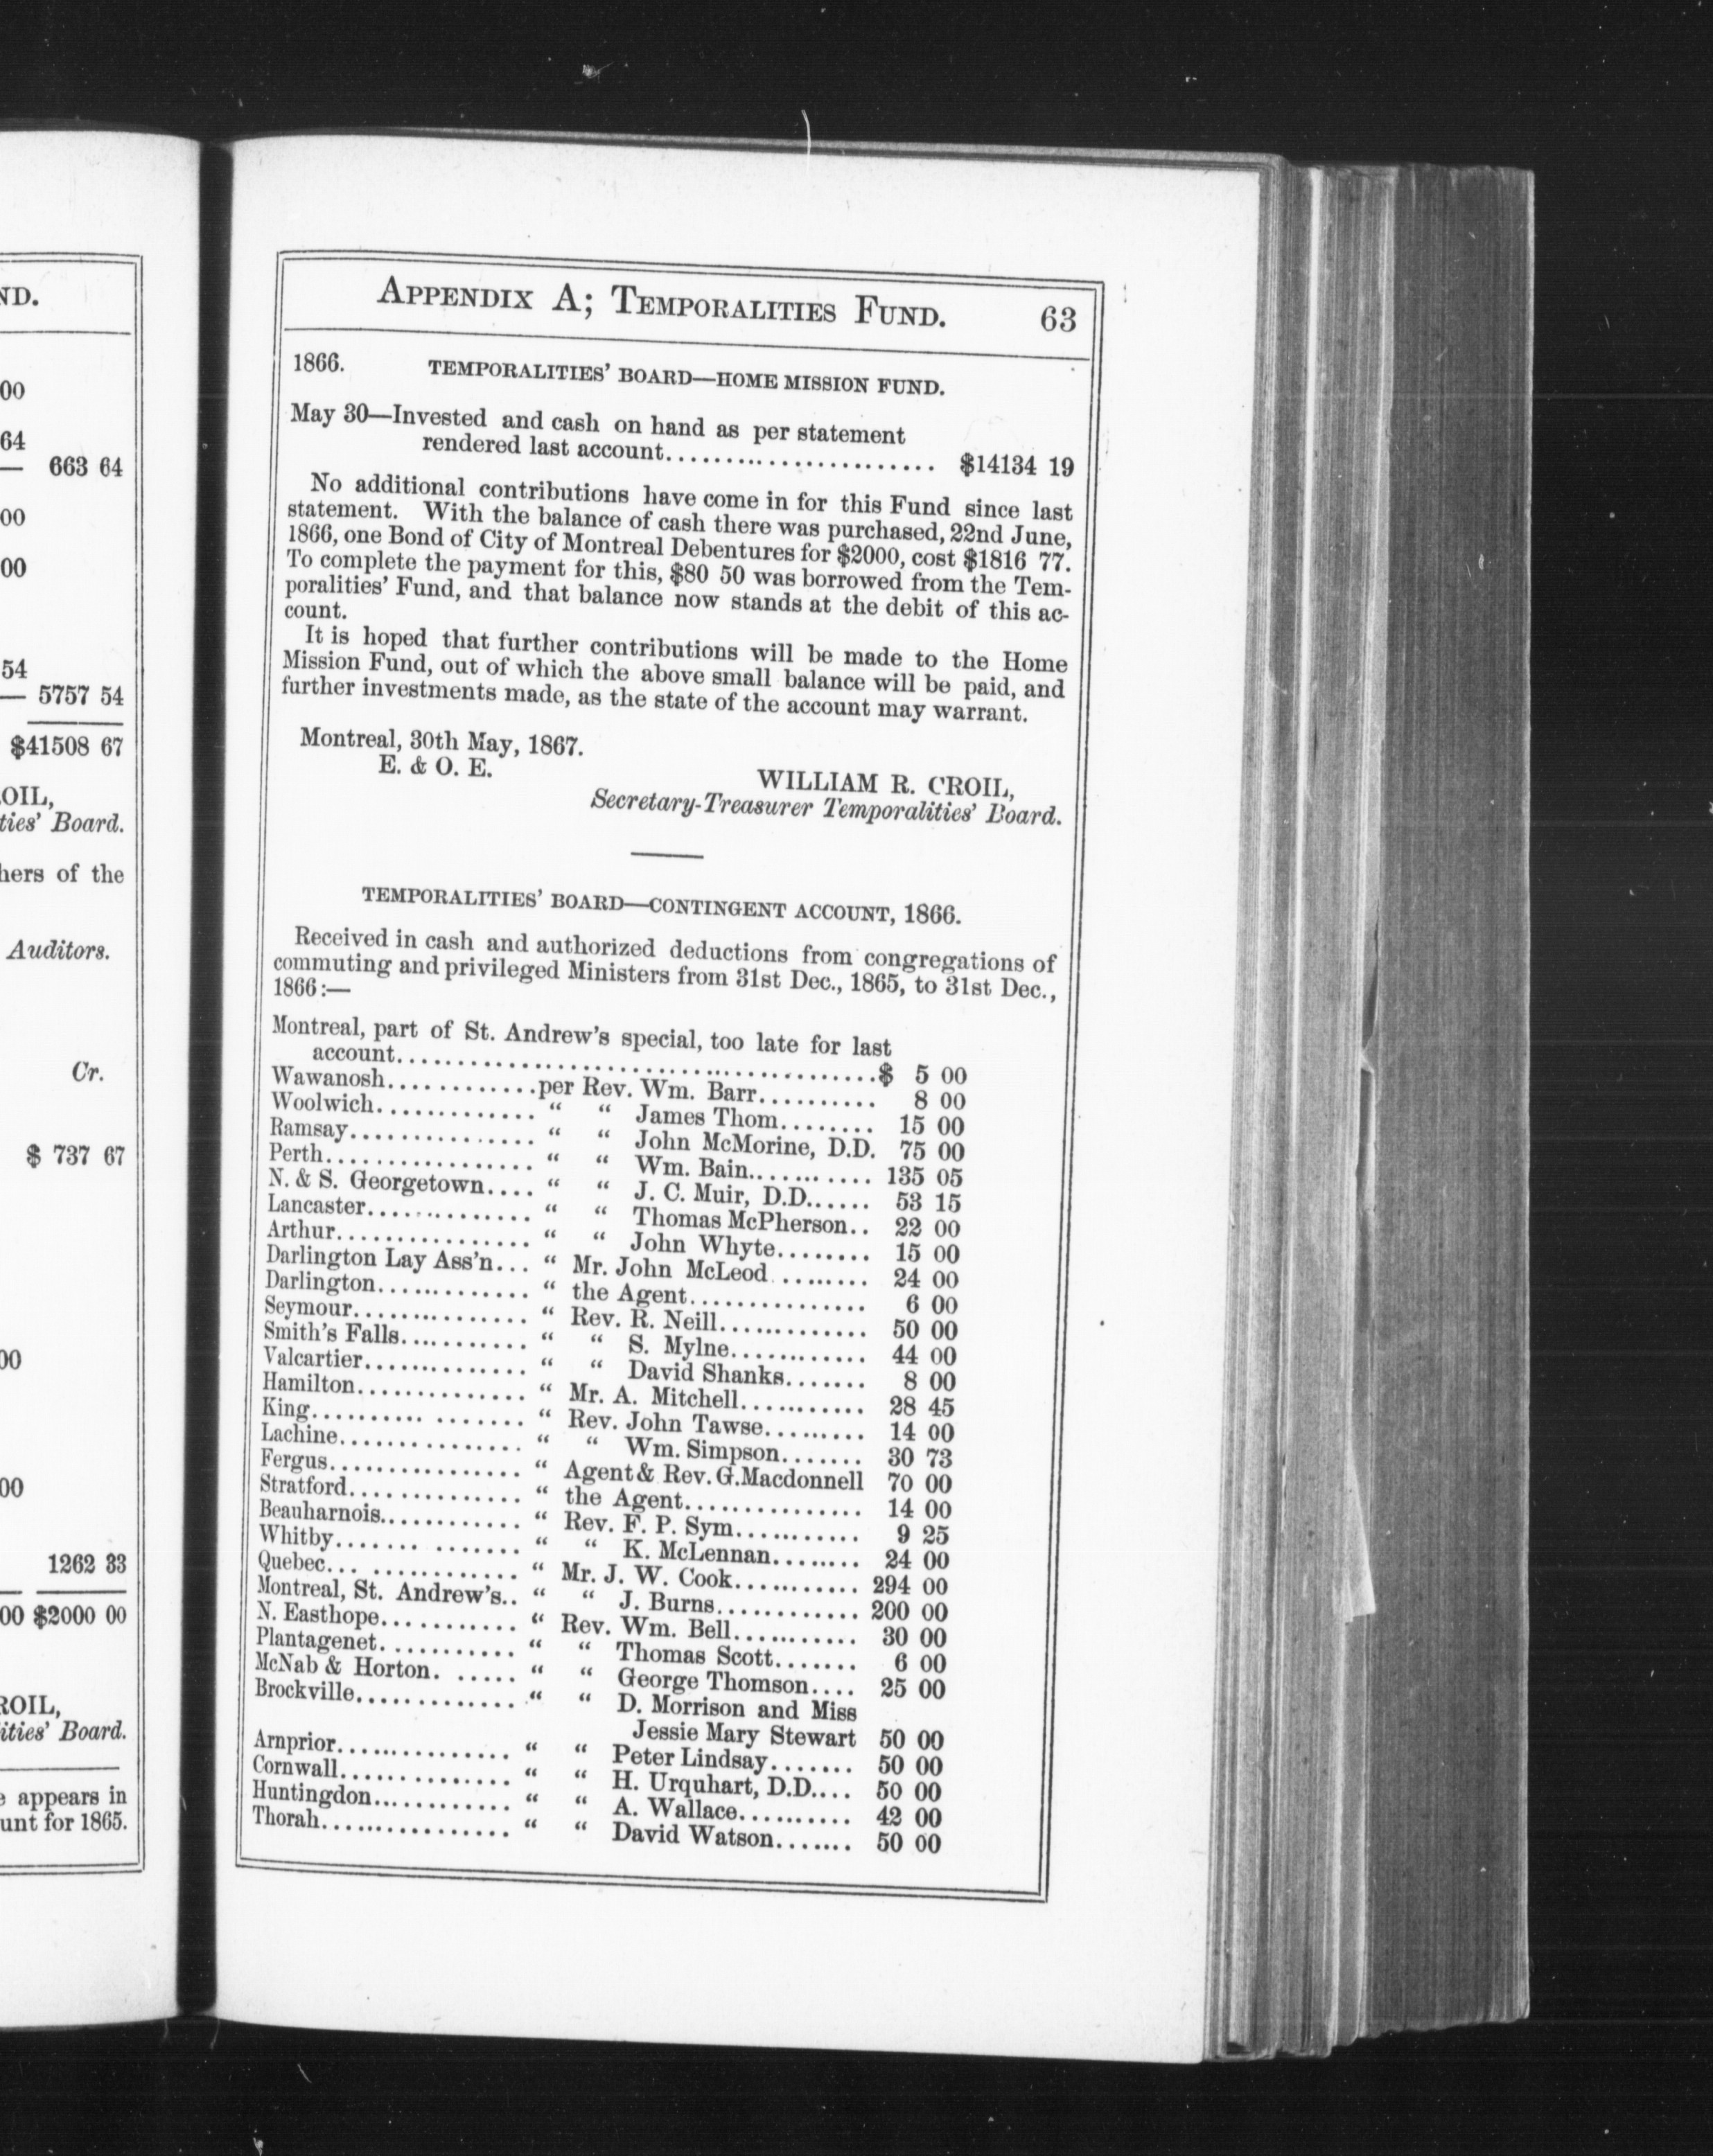 ND.
00
64
— 663 64
00
00
54
— 5757 54
$41508 67
OIL,
ties' Board.
hers of the
Auditors.
Cr.
$ 737 67
00
00
1262 33
00 $2000 00
ROIL,
ities' Board.
e appears in
unt for 1865.
APPENDIX A; TEMPORALITIES FUND. 63
1866. TEMPORALITIES' BOARD—HOME MISSION FUND.
May 30—Invested and cash on hand as per statement
rendered last account........................... $14134 19
No additional contributions have come in for this Fund since last
statement. With the balance of cash there was purchased, 22nd June,
1866, one Bond of City of Montreal Debentures for $2000, cost $1816 77.
To complete the payment for this, $80 50 was borrowed from the Tem-
poralities' Fund, and that balance now stands at the debit of this ac-
count.
It is hoped that further contributions will be made to the Home
Mission Fund, out of which the above small balance will be paid, and
further investments made, as the state of the account may warrant.
Montreal, 30th May, 1867.
E. & O. E.
WILLIAM R. CROIL,
Secretary-Treasurer Temporalities' Board.
TEMPORALITIES' BOARD—CONTINGENT ACCOUNT, 1866.
Received in cash and authorized deductions from congregations of
commuting and privileged Ministers from 31st Dec., 1865, to 31st Dec.,
1866:—
Montreal, part of St. Andrew's special, too late for last
account...............................................$ 5 00
Wawanosh.............per Rev. Wm. Barr.......... 8 00
Woolwich............. " " James Thom........ 15 00
Ramsay............... " " John McMorine, D.D. 75 00
Perth.................. " " Wm. Bain........... 135 05
N. & S. Georgetown.... " " J. C. Muir, D.D...... 53 15
Lancaster.............. " " Thomas McPherson.. 22 00
Arthur................ " " John Whyte........ 15 00
Darlington Lay Ass'n... " Mr. John McLeod......... 24 00
Darlington............. " the Agent............... 6 00
Seymour............... " Rev. R. Neill............. 50 00
Smith's Falls........... " " S. Mylne............ 44 00
Valcartier.............. " " David Shanks....... 8 00
Hamilton.............. " Mr. A. Mitchell........... 28 45
King.................. " Rev. John Tawse......... 14 00
Lachine............... " " Wm. Simpson....... 30 73
Fergus................ " Agent & Rev. G. Macdonnell 70 00
Stratford.............. " the Agent............... 14 00
Beauharnois............ " Rev. F. P. Sym........... 9 25
Whitby....... ....... " " K. McLennan........ 24 00
Quebec... ............ " Mr. J. W. Cook........... 294 00
Montreal, St. Andrew's.. " " J. Burns............ 200 00
N. Easthope........... " Rev. Wm. Bell........... 30 00
Plantagenet........... " " Thomas Scott....... 6 00
McNab & Horton. ..... " " George Thomson.... 25 00
Brockville............. " " D. Morrison and Miss
Jessie Mary Stewart 50 00
Arnprior............... " " Peter Lindsay....... 50 00
Cornwall.............. " " H. Urquhart, D.D.... 50 00
Huntingdon............ " " A. Wallace.......... 42 00
Thorah................ " " David Watson....... 50 00